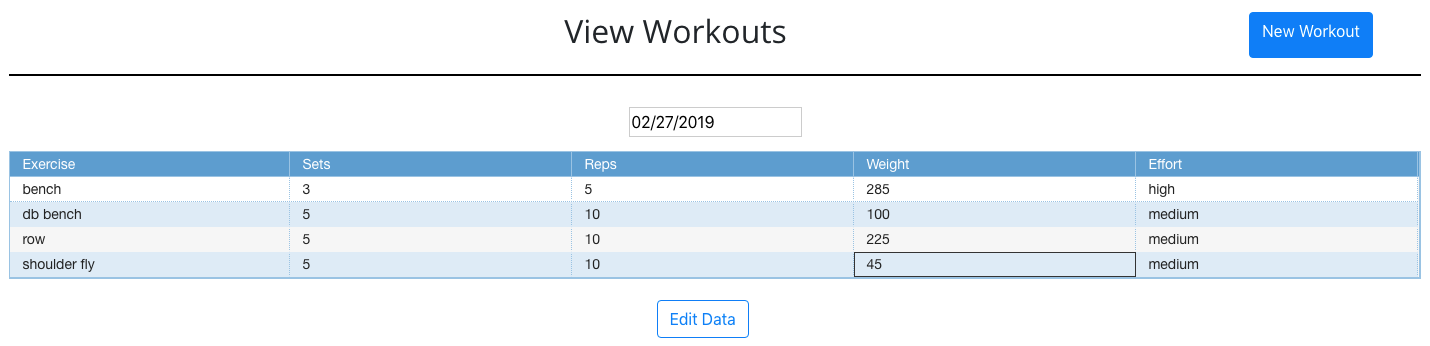 View Workouts
New Workout
02/27/2019
Exercise Sets Reps Weight Effort
bench 3 5 285 high
db bench 5 10 100 medium
row 5 10 225 medium
shoulder fly 5 10 45 medium
Edit Data